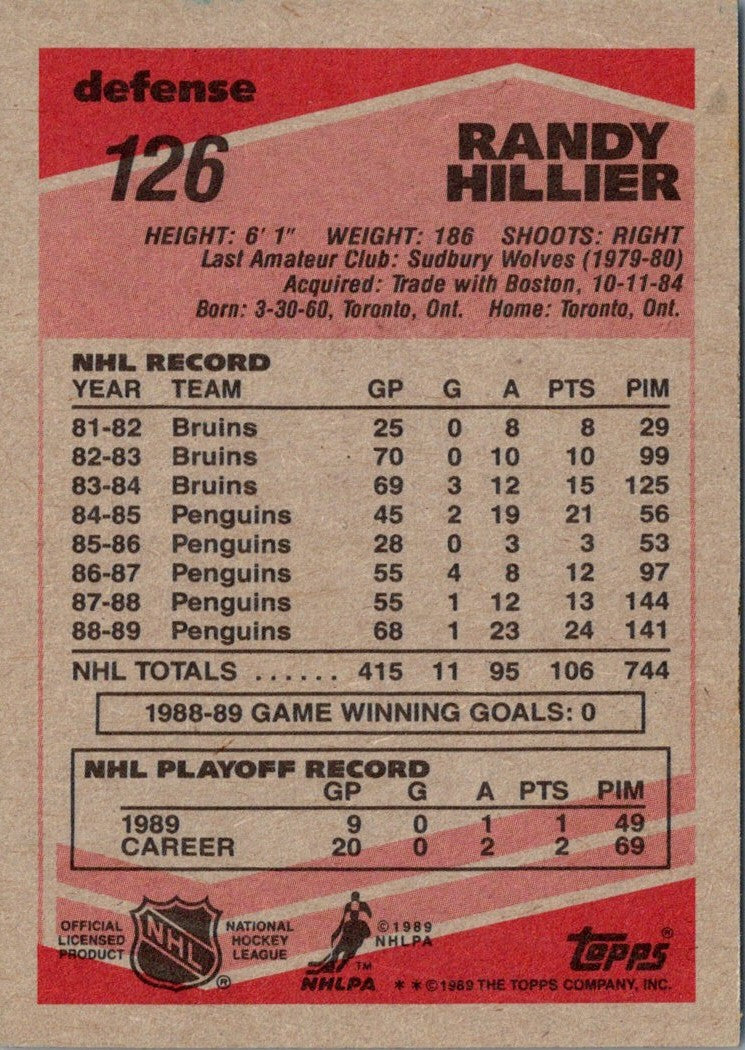 defense
126
RANDY
HILLIER
HEIGHT: 6' 1" WEIGHT: 186 SHOOTS: RIGHT
Last Amateur Club: Sudbury Wolves (1979-80)
Acquired: Trade with Boston, 10-11-84
Born: 3-30-60, Toronto, Ont. Home: Toronto, Ont.
NHL RECORD
YEAR TEAM GP G A PTS PIM
81-82 Bruins 25 0 8 8 29
82-83 Bruins 70 0 10 10 99
83-84 Bruins 69 3 12 15 125
84-85 Penguins 45 2 19 21 56
85-86 Penguins 28 0 3 3 53
86-87 Penguins 55 4 8 12 97
87-88 Penguins 55 1 12 13 144
88-89 Penguins 68 1 23 24 141
NHL TOTALS ...... 415 11 95 106 744
1988-89 GAME WINNING GOALS: 0
NHL PLAYOFF RECORD
GP G A PTS PIM
1989 9 0 1 1 49
CAREER 20 0 2 2 69
OFFICIAL
LICENSED
PRODUCT
NHL ®
NATIONAL
HOCKEY
LEAGUE
©1989
NHLPA
TM
NHLPA
topps®
**©1989 THE TOPPS COMPANY, INC.